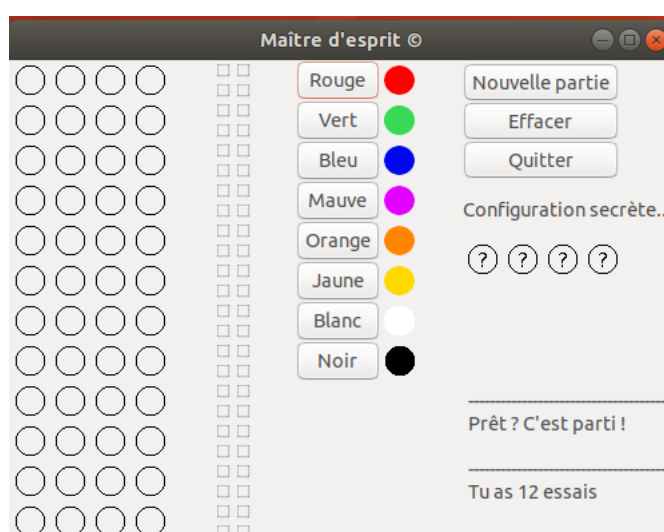 Maître d'esprit ©
Rouge
Vert
Bleu
Mauve
Orange
Jaune
Blanc
Noir
Nouvelle partie
Effacer
Quitter
Configuration secrète..
? ? ? ?
Prêt ? C'est parti !
Tu as 12 essais